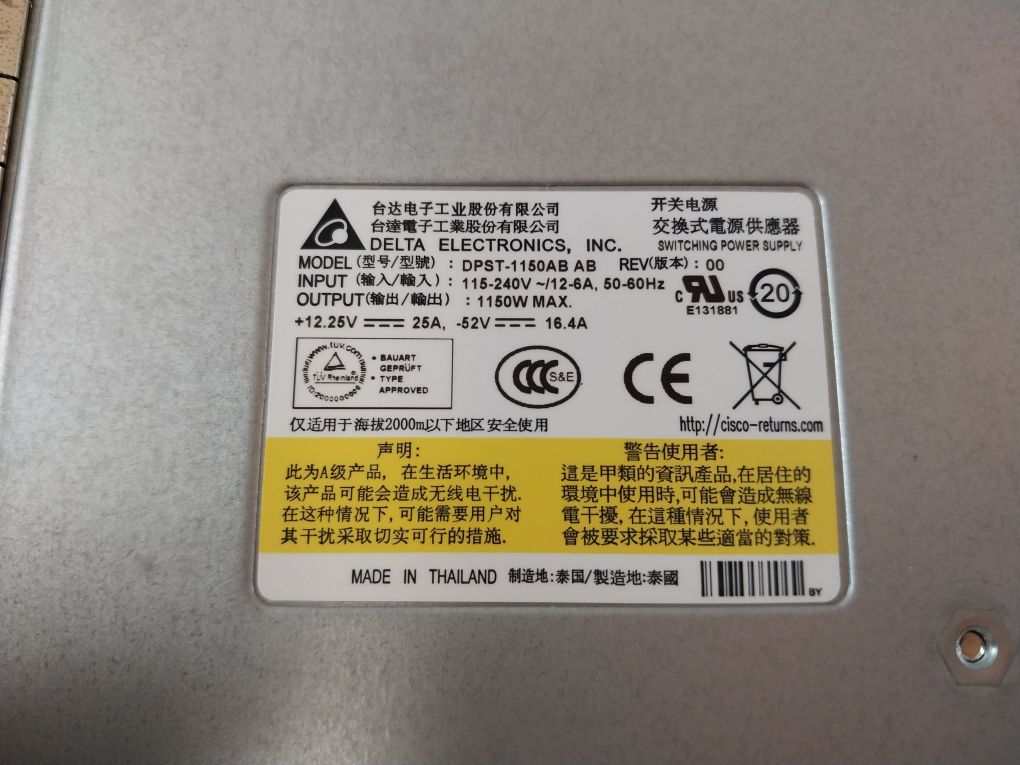 台达电子工业股份有限公司
台達電子工業股份有限公司
DELTA ELECTRONICS, INC.
开关电源
交換式電源供應器
SWITCHING POWER SUPPLY
MODEL (型号/型號) : DPST-1150AB AB REV(版本) : 00
INPUT (输入/輸入) : 115-240V ~/12-6A, 50-60Hz
OUTPUT(输出/輸出) : 1150W MAX.
+12.25V 25A, -52V 16.4A
c RU US
E131881
20
www.tuv.com
TÜV Rheinland
ID:2000000000
• BAUART
GEPRÜFT
• TYPE
APPROVED
CCC S&E
CE
仅适用于海拔2000m以下地区安全使用
http://cisco-returns.com
声明:
此为A级产品, 在生活环境中,
该产品可能会造成无线电干扰.
在这种情况下, 可能需要用户对
其干扰采取切实可行的措施.
警告使用者:
這是甲類的資訊產品,在居住的
環境中使用時,可能會造成無線
電干擾, 在這種情況下, 使用者
會被要求採取某些適當的對策.
MADE IN THAILAND 制造地:泰国/製造地:泰國
BY